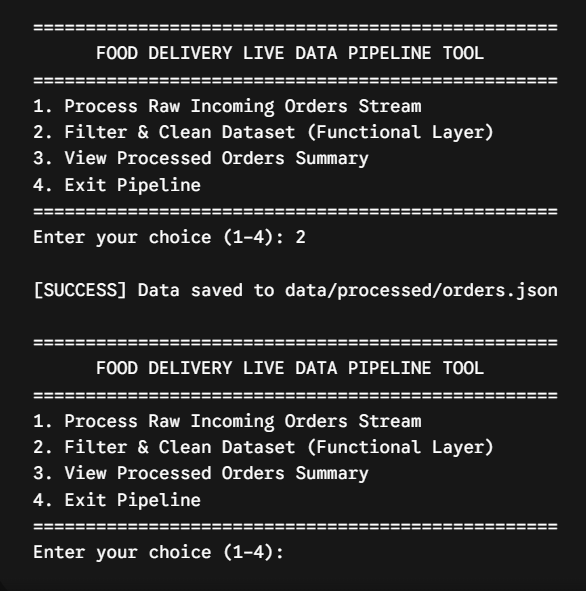 ==================================================
FOOD DELIVERY LIVE DATA PIPELINE TOOL
==================================================
1. Process Raw Incoming Orders Stream
2. Filter & Clean Dataset (Functional Layer)
3. View Processed Orders Summary
4. Exit Pipeline
==================================================
Enter your choice (1-4): 2
[SUCCESS] Data saved to data/processed/orders.json
==================================================
FOOD DELIVERY LIVE DATA PIPELINE TOOL
==================================================
1. Process Raw Incoming Orders Stream
2. Filter & Clean Dataset (Functional Layer)
3. View Processed Orders Summary
4. Exit Pipeline
==================================================
Enter your choice (1-4):